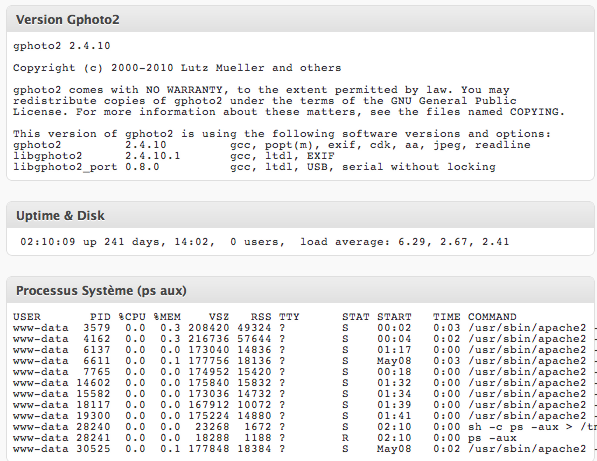 Version Gphoto2
gphoto2 2.4.10
Copyright (c) 2000-2010 Lutz Mueller and others
gphoto2 comes with NO WARRANTY, to the extent permitted by law. You may
redistribute copies of gphoto2 under the terms of the GNU General Public
License. For more information about these matters, see the files named COPYING.
This version of gphoto2 is using the following software versions and options:
gphoto2         2.4.10         gcc, popt(m), exif, cdk, aa, jpeg, readline
libgphoto2      2.4.10.1       gcc, ltdl, EXIF
libgphoto2_port 0.8.0          gcc, ltdl, USB, serial without locking
Uptime & Disk
02:10:09 up 241 days, 14:02,  0 users,  load average: 6.29, 2.67, 2.41
Processus Système (ps aux)
USER       PID %CPU %MEM    VSZ   RSS TTY      STAT START   TIME COMMAND
www-data  3579  0.0  0.3 208420 49324 ?        S    00:02   0:03 /usr/sbin/apache2 -
www-data  4162  0.0  0.3 216736 57644 ?        S    00:04   0:02 /usr/sbin/apache2 -
www-data  6137  0.0  0.0 173040 14836 ?        S    01:17   0:00 /usr/sbin/apache2 -
www-data  6611  0.0  0.1 177756 18136 ?        S    May08   0:03 /usr/sbin/apache2 -
www-data  7765  0.0  0.0 174952 15420 ?        S    00:18   0:00 /usr/sbin/apache2 -
www-data 14602  0.0  0.0 175840 15832 ?        S    01:32   0:00 /usr/sbin/apache2 -
www-data 15582  0.0  0.0 173036 14732 ?        S    01:34   0:00 /usr/sbin/apache2 -
www-data 18117  0.0  0.0 167912 10072 ?        S    01:39   0:00 /usr/sbin/apache2 -
www-data 19300  0.0  0.0 175224 14880 ?        S    01:41   0:00 /usr/sbin/apache2 -
www-data 28240  0.0  0.0  23268  1672 ?        S    02:10   0:00 sh -c ps -aux > /tm
www-data 28241  0.0  0.0  18288  1188 ?        R    02:10   0:00 ps -aux
www-data 30525  0.0  0.1 177848 18384 ?        S    May08   0:02 /usr/sbin/apache2 -